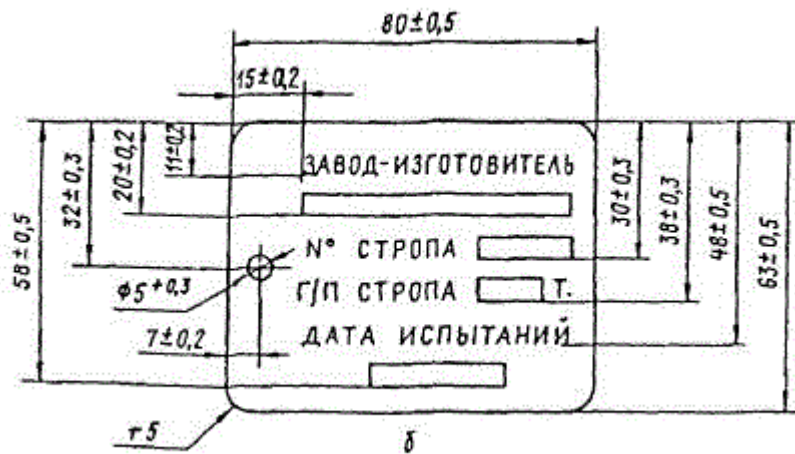 80±0,5
15±0,2
11±0,2
20±0,2
32±0,3
58±0,5
ЗАВОД-ИЗГОТОВИТЕЛЬ
N° СТРОПА
Г/П СТРОПА Т.
ДАТА ИСПЫТАНИЙ
30±0,3
38±0,3
48±0,5
63±0,5
ϕ5+0,3
7±0,2
r5
б